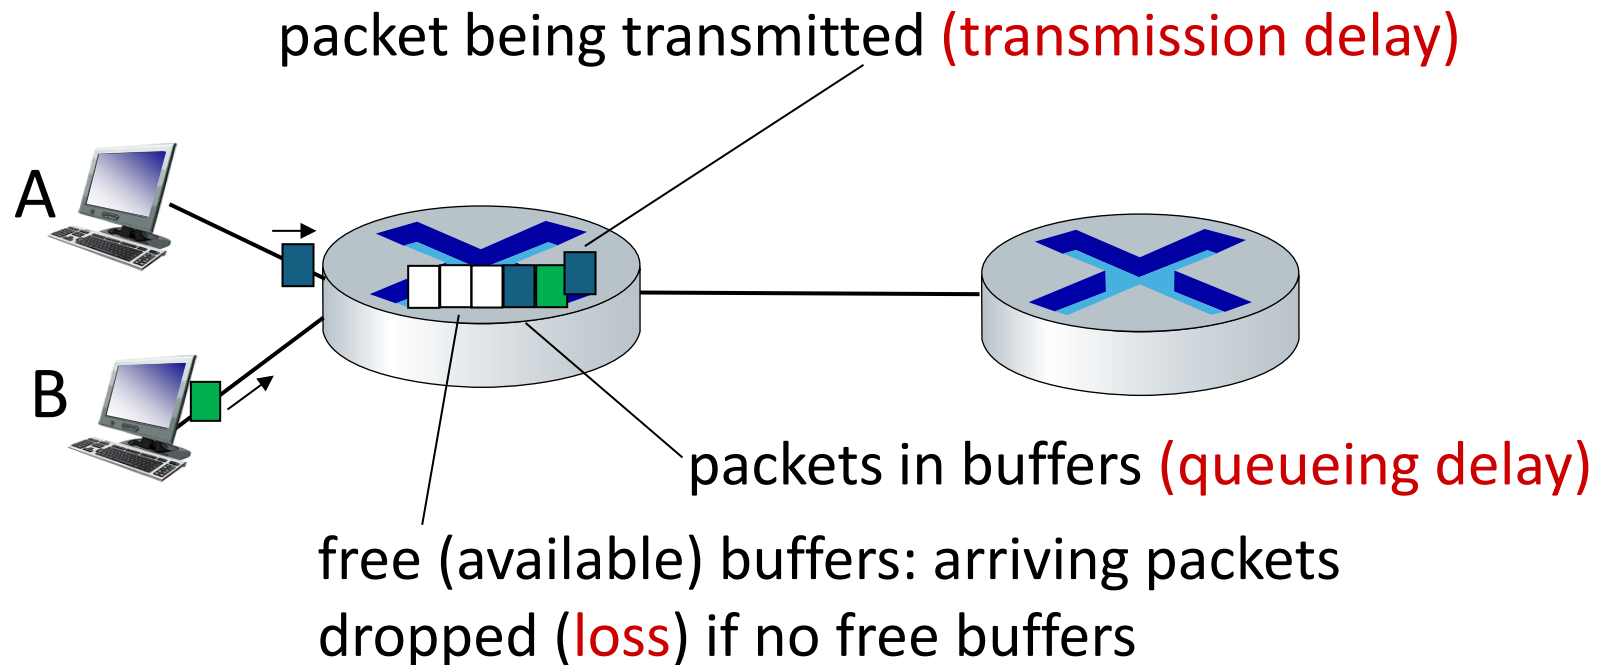 packet being transmitted (transmission delay)
A
B
packets in buffers (queueing delay)
free (available) buffers: arriving packets
dropped (loss) if no free buffers